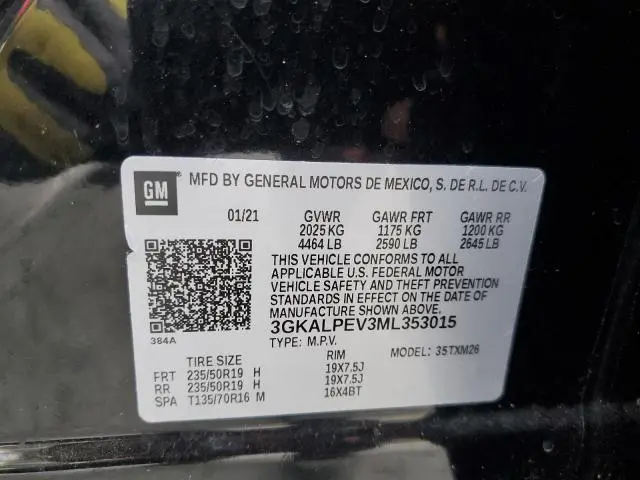 GM
MFD BY GENERAL MOTORS DE MEXICO, S. DE R.L. DE C.V.
01/21 GVWR GAWR FRT GAWR RR
2025 KG 1175 KG 1200 KG
4464 LB 2590 LB 2645 LB
THIS VEHICLE CONFORMS TO ALL
APPLICABLE U.S. FEDERAL MOTOR
VEHICLE SAFETY AND THEFT PREVENTION
STANDARDS IN EFFECT ON THE DATE OF
MANUFACTURE SHOWN ABOVE.
3GKALPEV3ML353015
384A
TYPE: M.P.V. MODEL: 35TXM26
TIRE SIZE RIM
FRT 235/50R19 H 19X7.5J
RR 235/50R19 H 19X7.5J
SPA T135/70R16 M 16X4BT